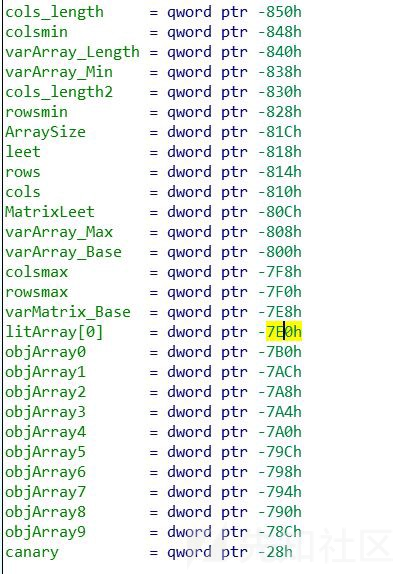 cols_length = qword ptr -850h
colsmin = qword ptr -848h
varArray_Length = qword ptr -840h
varArray_Min = qword ptr -838h
cols_length2 = qword ptr -830h
rowsmin = qword ptr -828h
ArraySize = dword ptr -81Ch
leet = dword ptr -818h
rows = dword ptr -814h
cols = dword ptr -810h
MatrixLeet = dword ptr -80Ch
varArray_Max = qword ptr -808h
varArray_Base = qword ptr -800h
colsmax = qword ptr -7F8h
rowsmax = qword ptr -7F0h
varMatrix_Base = qword ptr -7E8h
litArray[0] = dword ptr -7E0h
objArray0 = dword ptr -7B0h
objArray1 = dword ptr -7ACh
objArray2 = dword ptr -7A8h
objArray3 = dword ptr -7A4h
objArray4 = dword ptr -7A0h
objArray5 = dword ptr -79Ch
objArray6 = dword ptr -798h
objArray7 = dword ptr -794h
objArray8 = dword ptr -790h
objArray9 = dword ptr -78Ch
canary = qword ptr -28h